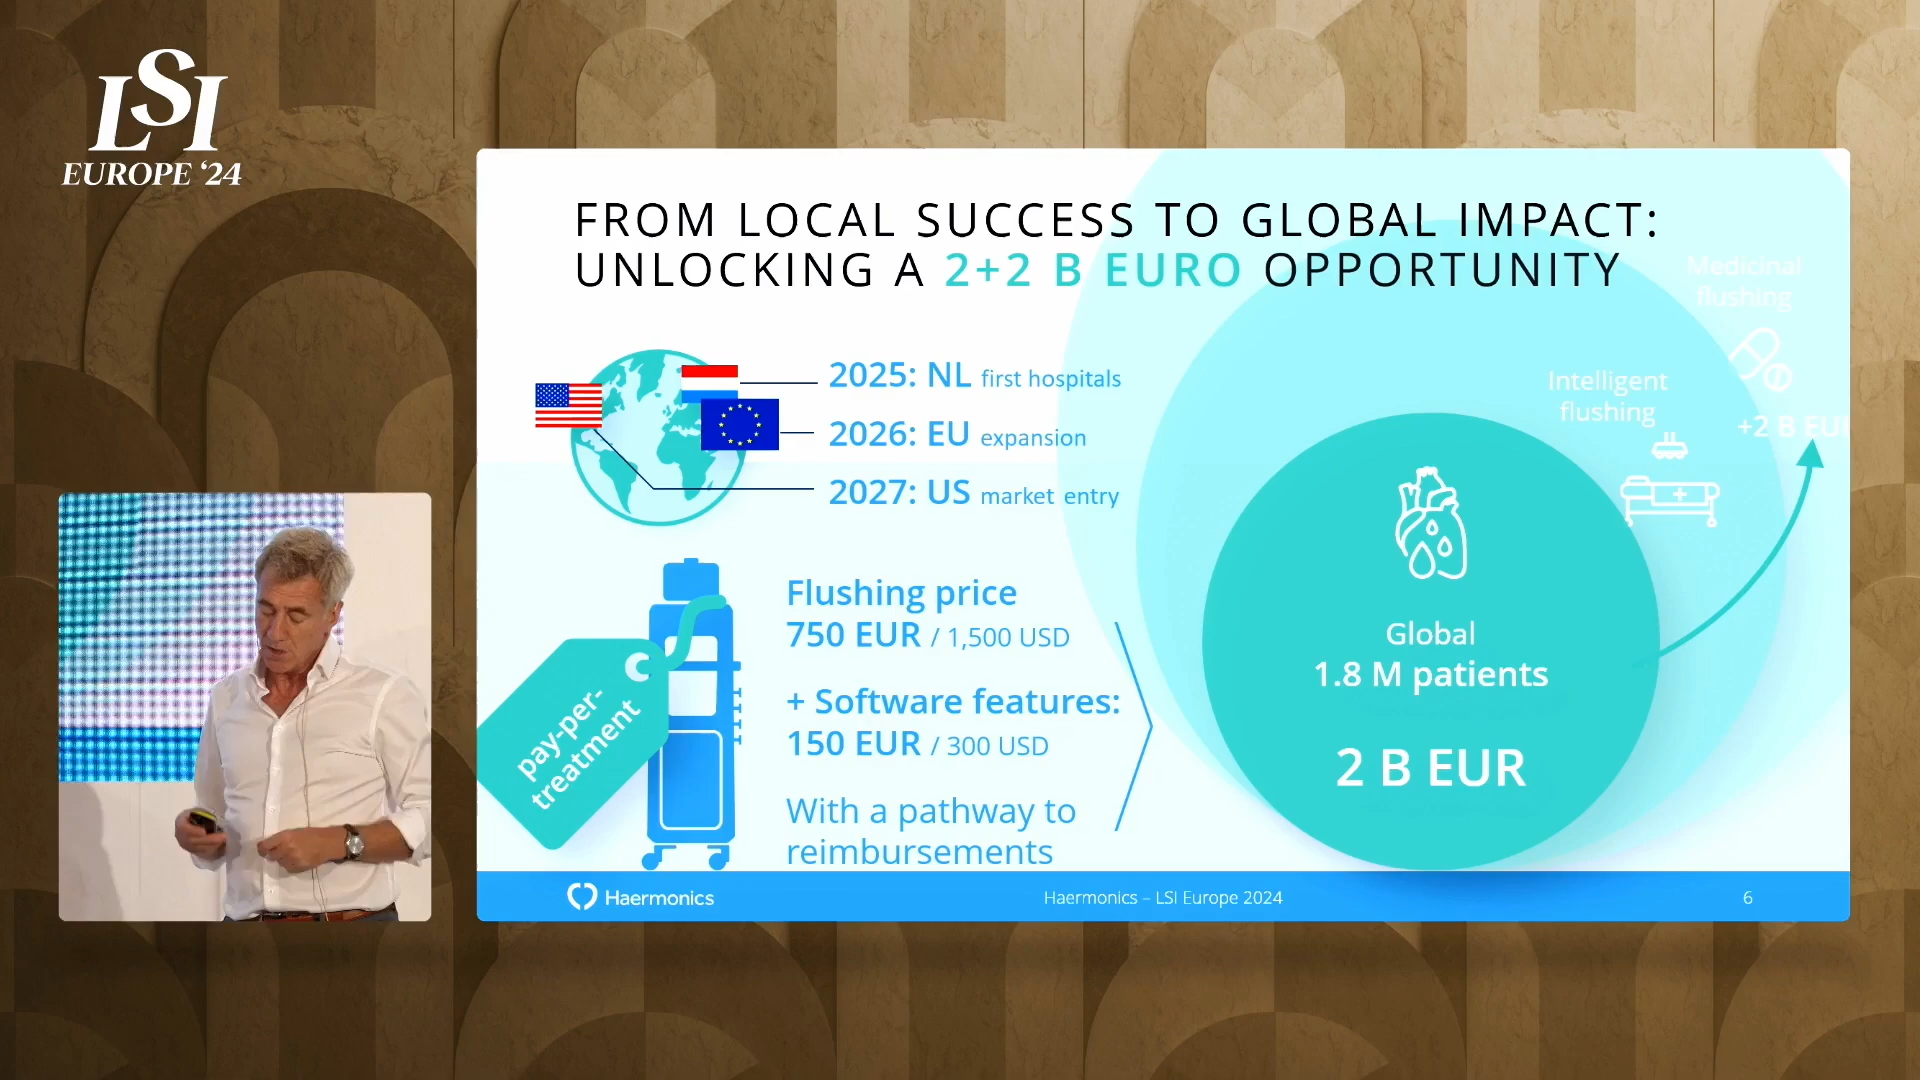 LSI
EUROPE ‘24
FROM LOCAL SUCCESS TO GLOBAL IMPACT:
UNLOCKING A 2+2 B EURO OPPORTUNITY
2025: NL first hospitals
2026: EU expansion
2027: US market entry
pay-per-
treatment
Flushing price
750 EUR / 1,500 USD
+ Software features:
150 EUR / 300 USD
With a pathway to
reimbursements
Medicinal
flushing
+2 B EU
Intelligent
flushing
Global
1.8 M patients
2 B EUR
Haermonics
Haermonics – LSI Europe 2024
6